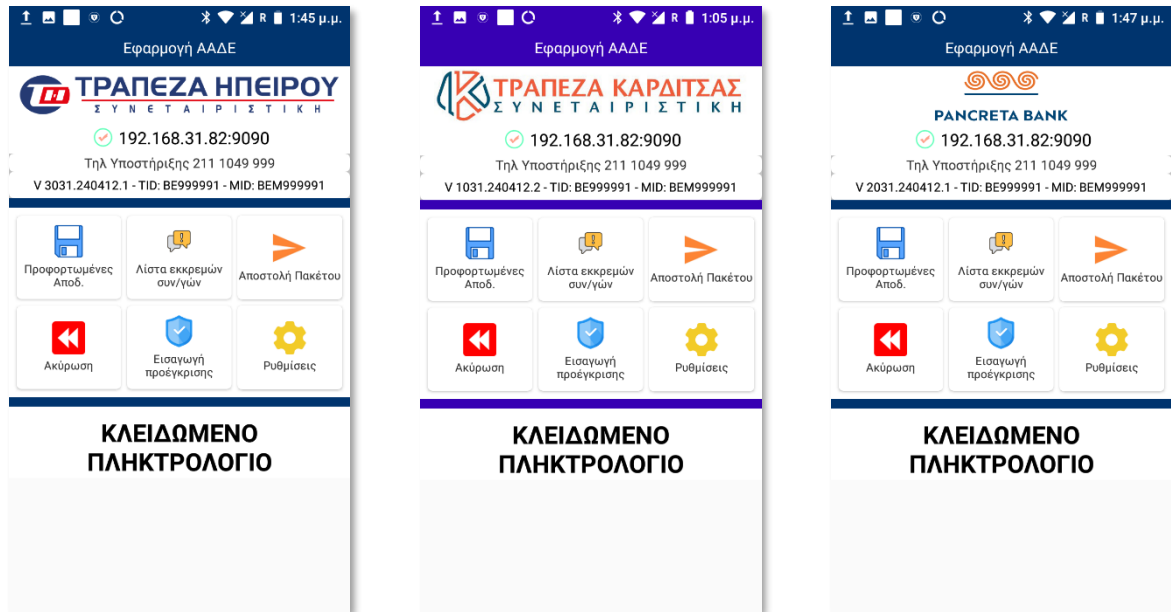 R 1:45 μ.μ.
Εφαρμογή ΑΑΔΕ
ΤΡΑΠΕΖΑ ΗΠΕΙΡΟΥ
ΣΥΝΕΤΑΙΡΙΣΤΙΚΗ
192.168.31.82:9090
Τηλ Υποστήριξης 211 1049 999
V 3031.240412.1 - TID: BE999991 - MID: BEM999991
Προφορτωμένες
Αποδ.
Λίστα εκκρεμών
συν/γών
Αποστολή Πακέτου
Ακύρωση
Εισαγωγή
προέγκρισης
Ρυθμίσεις
ΚΛΕΙΔΩΜΕΝΟ
ΠΛΗΚΤΡΟΛΟΓΙΟ
R 1:05 μ.μ.
Εφαρμογή ΑΑΔΕ
ΤΡΑΠΕΖΑ ΚΑΡΔΙΤΣΑΣ
ΣΥΝΕΤΑΙΡΙΣΤΙΚΗ
192.168.31.82:9090
Τηλ Υποστήριξης 211 1049 999
V 1031.240412.2 - TID: BE999991 - MID: BEM999991
Προφορτωμένες
Αποδ.
Λίστα εκκρεμών
συν/γών
Αποστολή Πακέτου
Ακύρωση
Εισαγωγή
προέγκρισης
Ρυθμίσεις
ΚΛΕΙΔΩΜΕΝΟ
ΠΛΗΚΤΡΟΛΟΓΙΟ
R 1:47 μ.μ.
Εφαρμογή ΑΑΔΕ
PANCRETA BANK
192.168.31.82:9090
Τηλ Υποστήριξης 211 1049 999
V 2031.240412.1 - TID: BE999991 - MID: BEM999991
Προφορτωμένες
Αποδ.
Λίστα εκκρεμών
συν/γών
Αποστολή Πακέτου
Ακύρωση
Εισαγωγή
προέγκρισης
Ρυθμίσεις
ΚΛΕΙΔΩΜΕΝΟ
ΠΛΗΚΤΡΟΛΟΓΙΟ